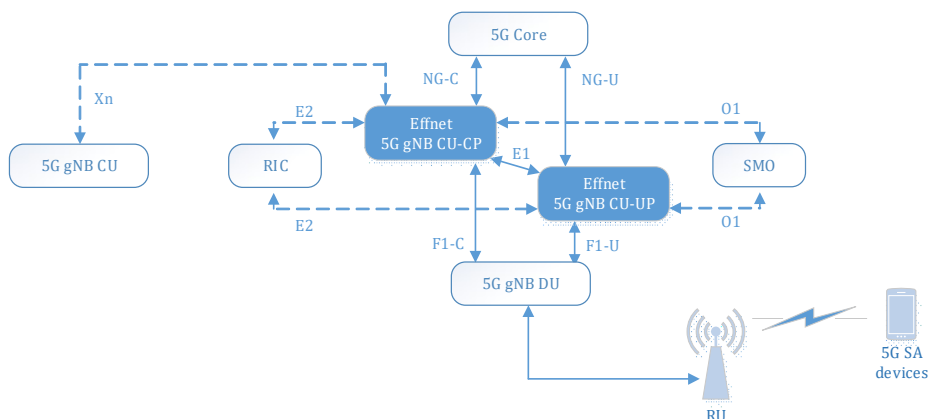 5G Core
NG-C
NG-U
Xn
E2
O1
Effnet
5G gNB CU-CP
E1
5G gNB CU
RIC
SMO
Effnet
5G gNB CU-UP
E2
O1
F1-C
F1-U
5G gNB DU
5G SA
devices
RU